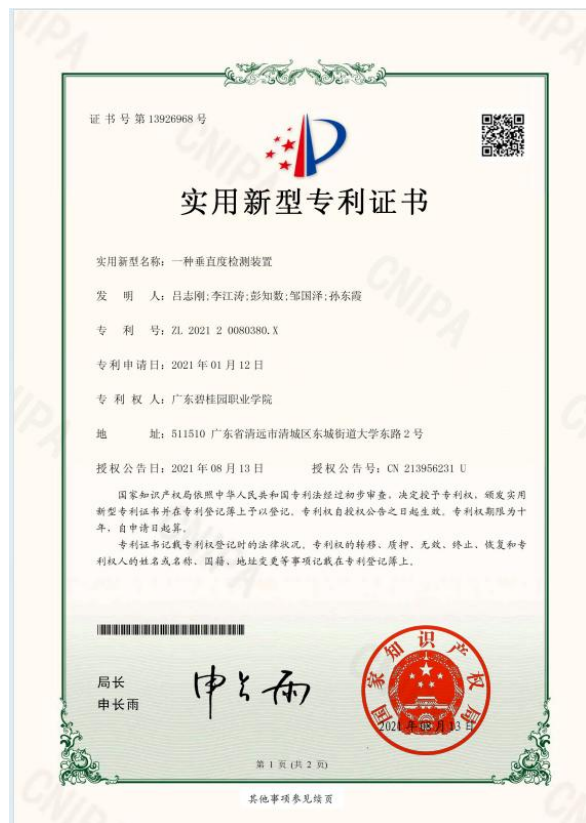 证书号第13926968号
实用新型专利证书
实用新型名称：一种垂直度检测装置
发明人：吕志刚;李江涛;彭知数;邹国泽;孙东霞
专利号：ZL 2021 2 0080380.X
专利申请日：2021年01月12日
专利权人：广东碧桂园职业学院
地址：511510 广东省清远市清城区东城街道大学东路2号
授权公告日：2021年08月13日 授权公告号：CN 213956231 U
国家知识产权局依照中华人民共和国专利法经过初步审查，决定授予专利权，颁发实用
新型专利证书并在专利登记簿上予以登记。专利权自授权公告之日起生效。专利权期限为十
年，自申请日起算。
专利证书记载专利权登记时的法律状况。专利权的转移、质押、无效、终止、恢复和专
利权人的姓名或名称、国籍、地址变更等事项记载在专利登记簿上。
局长
申长雨
申长雨
国家知识产权局
2021年08月13日
第1页(共2页)
其他事项参见续页
CNIPA
CNIPA
CNIPA